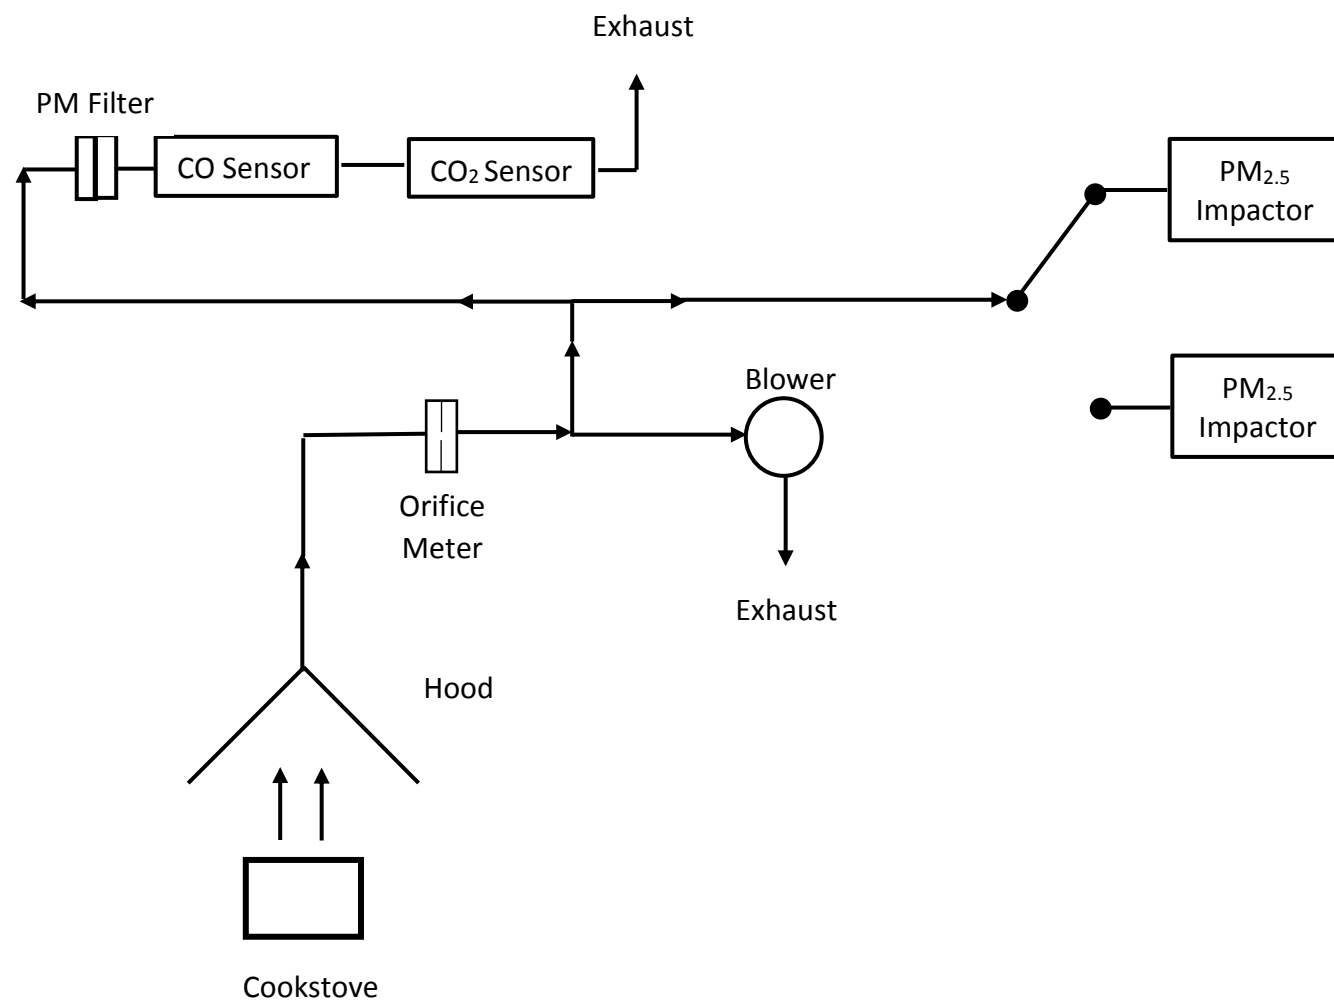 Exhaust
PM Filter
CO Sensor
CO₂ Sensor
PM₂.₅
Impactor
Blower
PM₂.₅
Impactor
Orifice
Meter
Exhaust
Hood
Cookstove